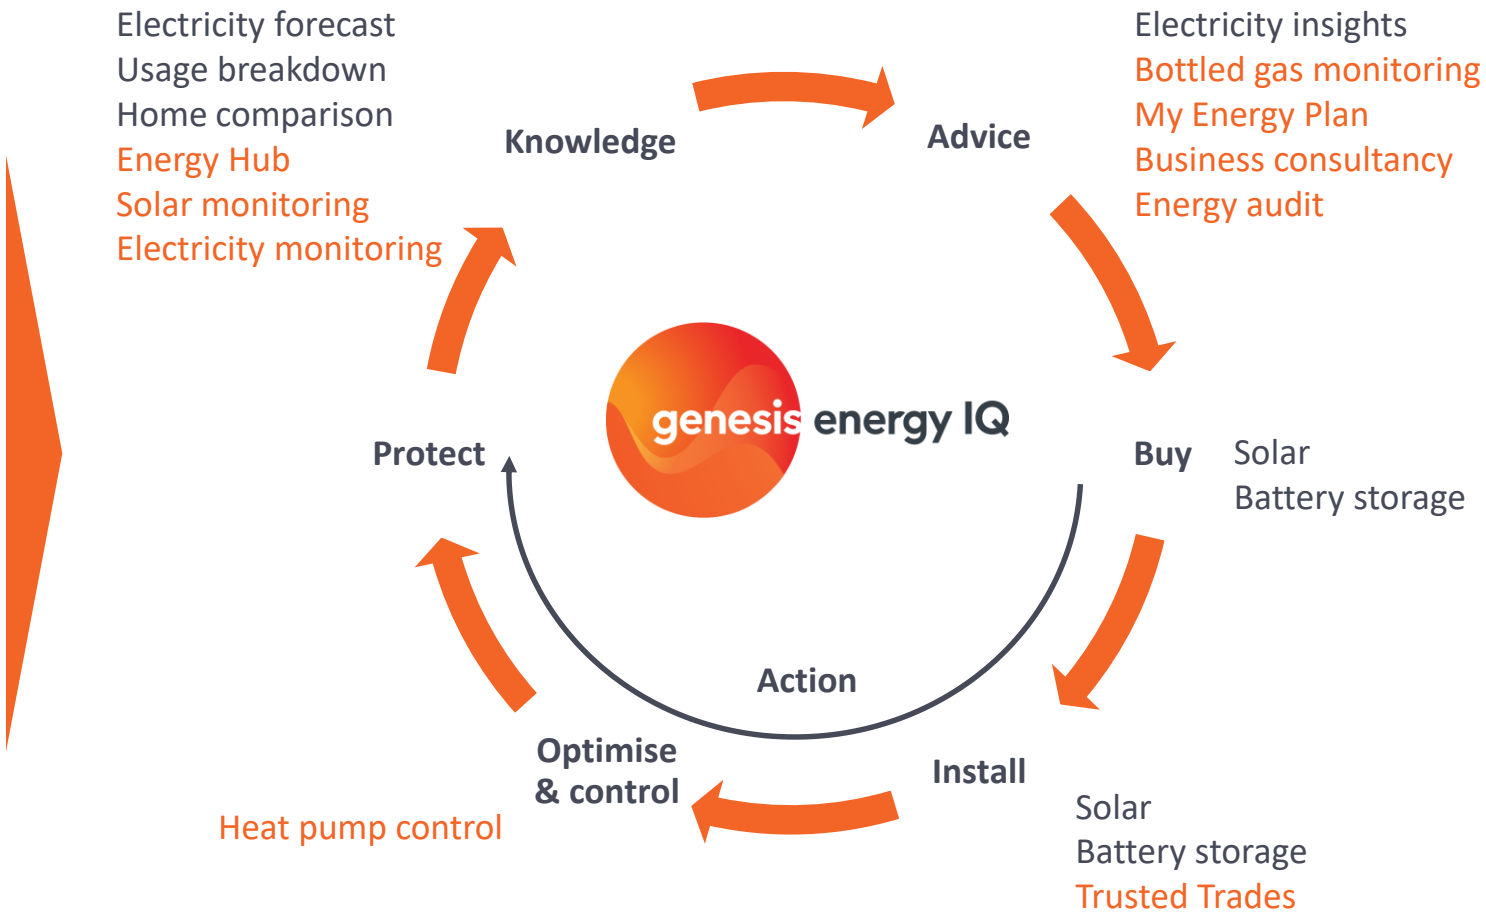 Electricity forecast
Usage breakdown
Home comparison
Energy Hub
Solar monitoring
Electricity monitoring
Knowledge
Advice
Electricity insights
Bottled gas monitoring
My Energy Plan
Business consultancy
Energy audit
genesis energy IQ
Protect
Buy
Solar
Battery storage
Action
Optimise
& control
Install
Heat pump control
Solar
Battery storage
Trusted Trades